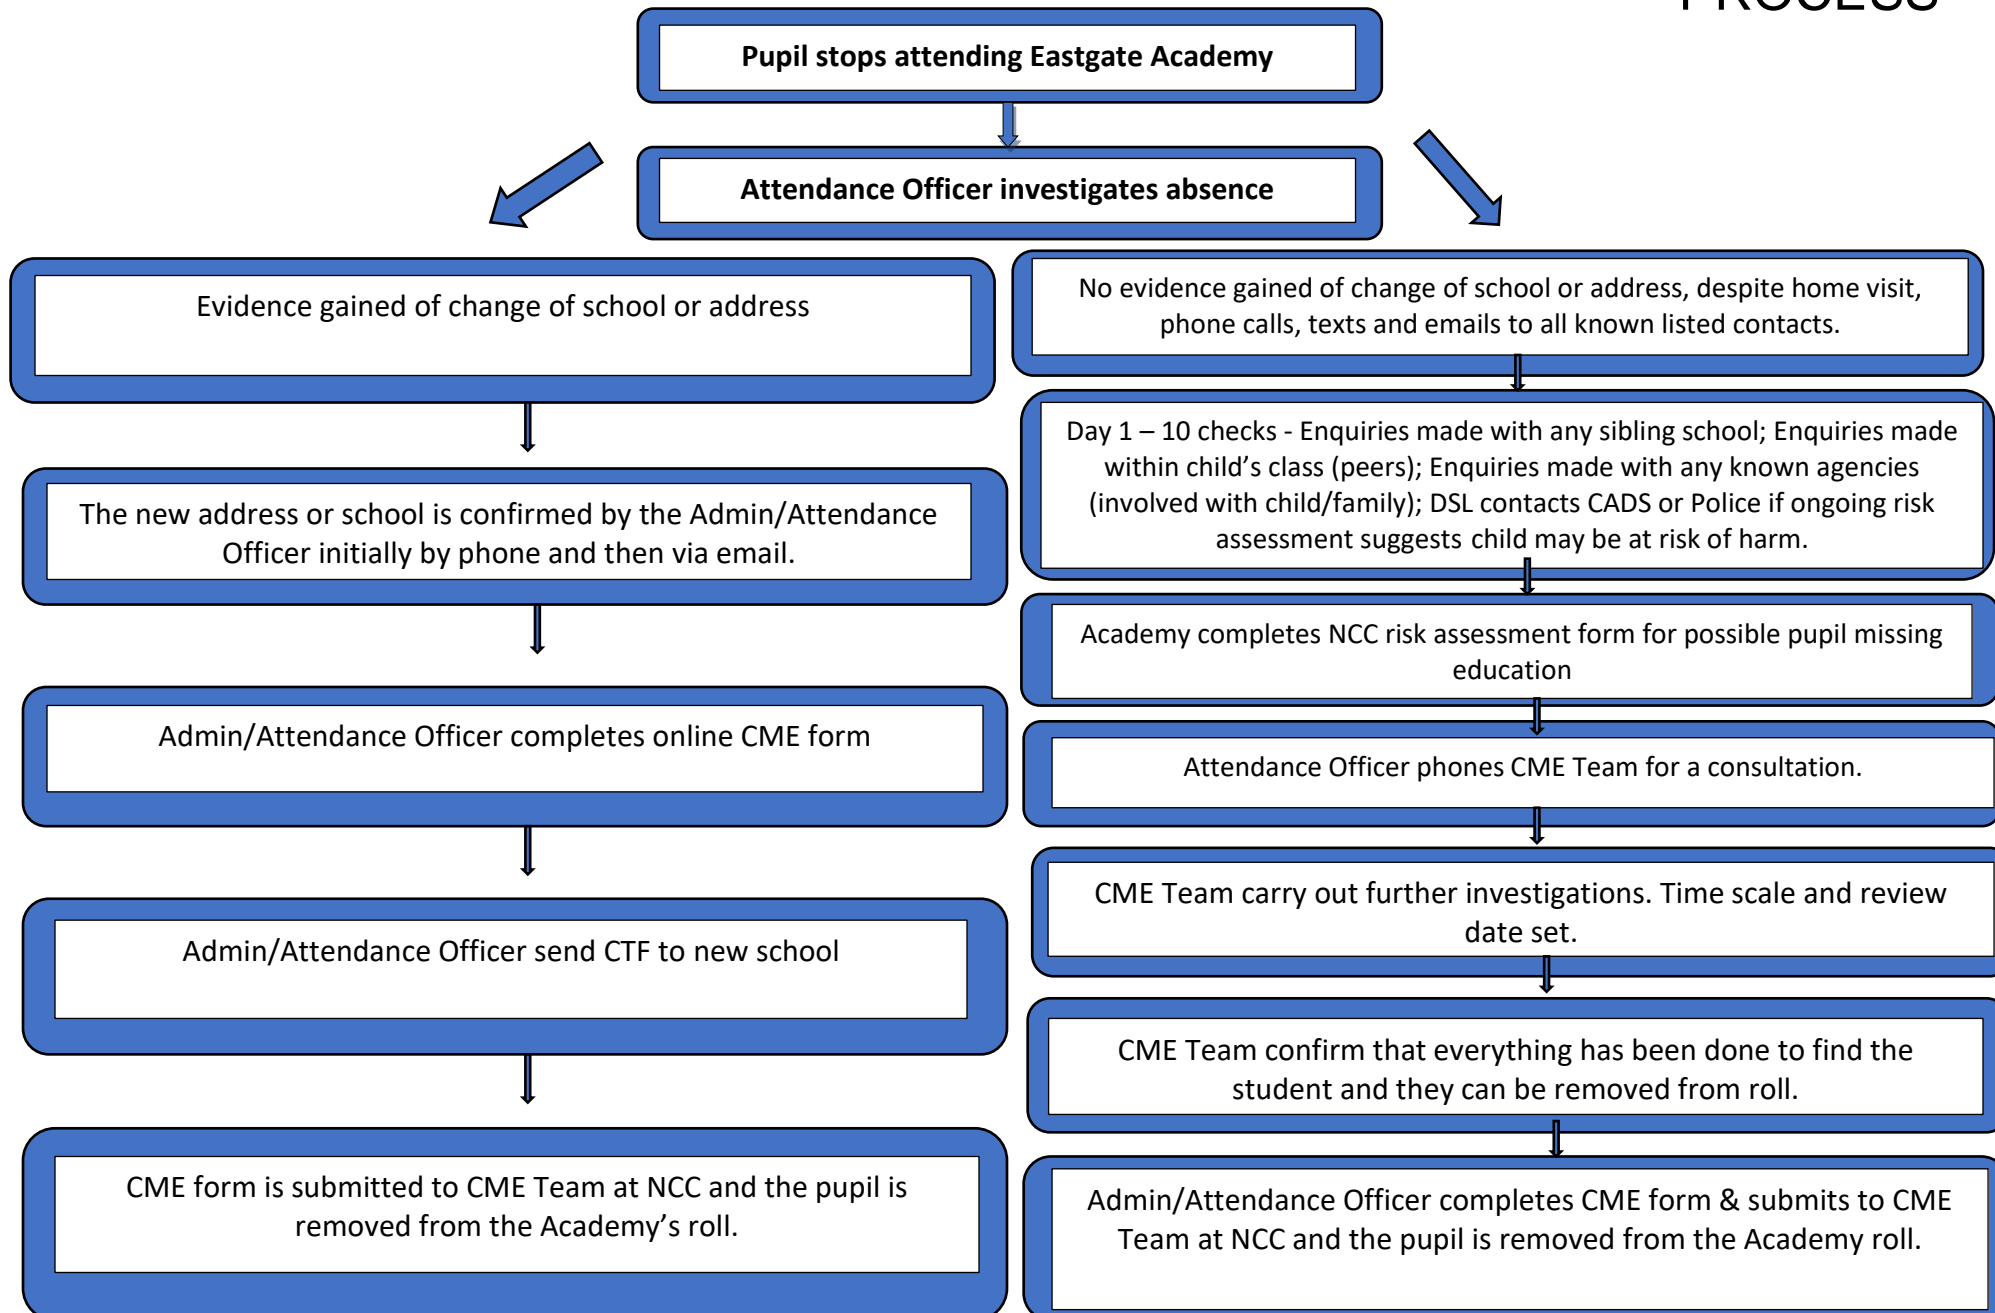 PROCESS
Pupil stops attending Eastgate Academy
Attendance Officer investigates absence
Evidence gained of change of school or address
The new address or school is confirmed by the Admin/Attendance
Officer initially by phone and then via email.
Admin/Attendance Officer completes online CME form
Admin/Attendance Officer send CTF to new school
CME form is submitted to CME Team at NCC and the pupil is
removed from the Academy’s roll.
No evidence gained of change of school or address, despite home visit,
phone calls, texts and emails to all known listed contacts.
Day 1 – 10 checks - Enquiries made with any sibling school; Enquiries made
within child’s class (peers); Enquiries made with any known agencies
(involved with child/family); DSL contacts CADS or Police if ongoing risk
assessment suggests child may be at risk of harm.
Academy completes NCC risk assessment form for possible pupil missing
education
Attendance Officer phones CME Team for a consultation.
CME Team carry out further investigations. Time scale and review
date set.
CME Team confirm that everything has been done to find the
student and they can be removed from roll.
Admin/Attendance Officer completes CME form & submits to CME
Team at NCC and the pupil is removed from the Academy roll.